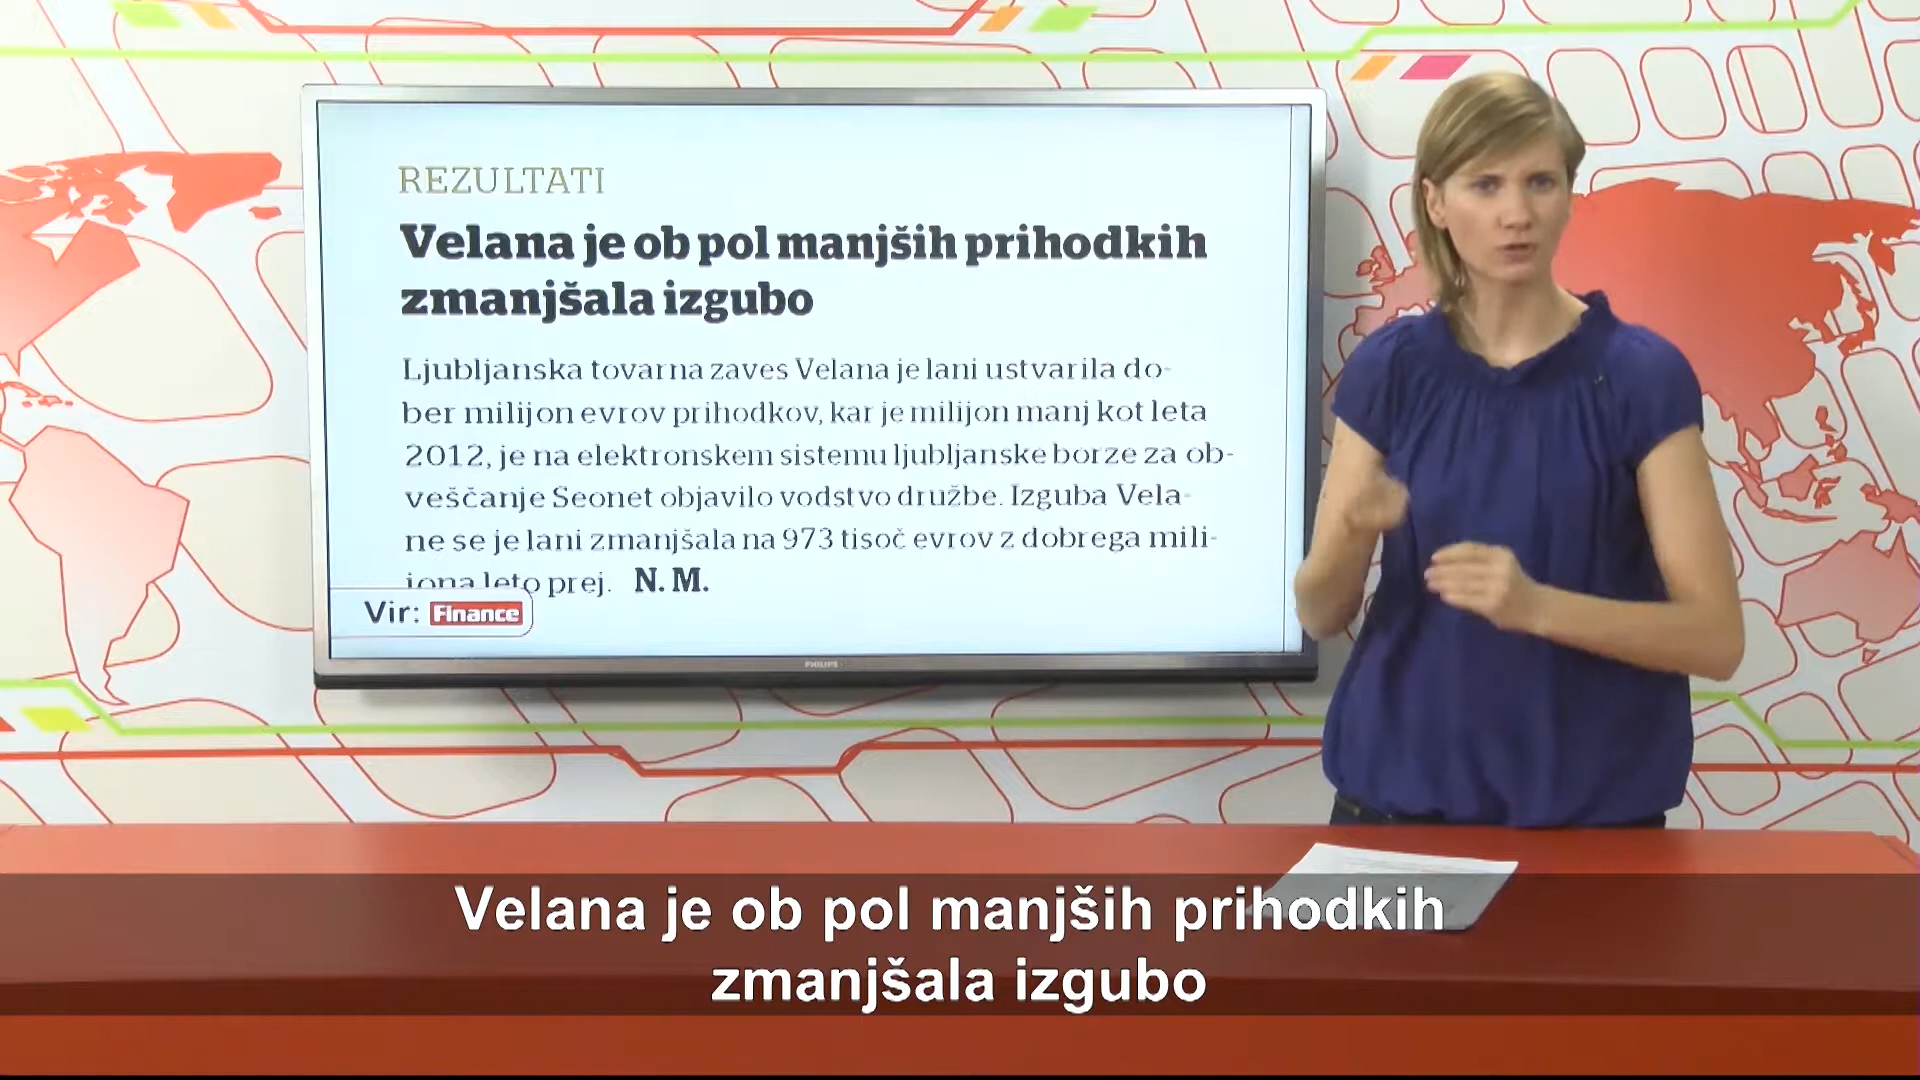 REZULTATI
Velana je ob pol manjših prihodkih
zmanjšala izgubo
Ljubljanska tovarna zaves Velana je lani ustvarila do-
ber milijon evrov prihodkov, kar je milijon manj kot leta
2012, je na elektronskem sistemu ljubljanske borze za ob-
veščanje Seonet objavilo vodstvo družbe. Izguba Vela-
ne se je lani zmanjšala na 973 tisoč evrov z dobrega mili-
jona leto prej. N. M.
Vir: Finance
PHILIPS
Velana je ob pol manjših prihodkih
zmanjšala izgubo